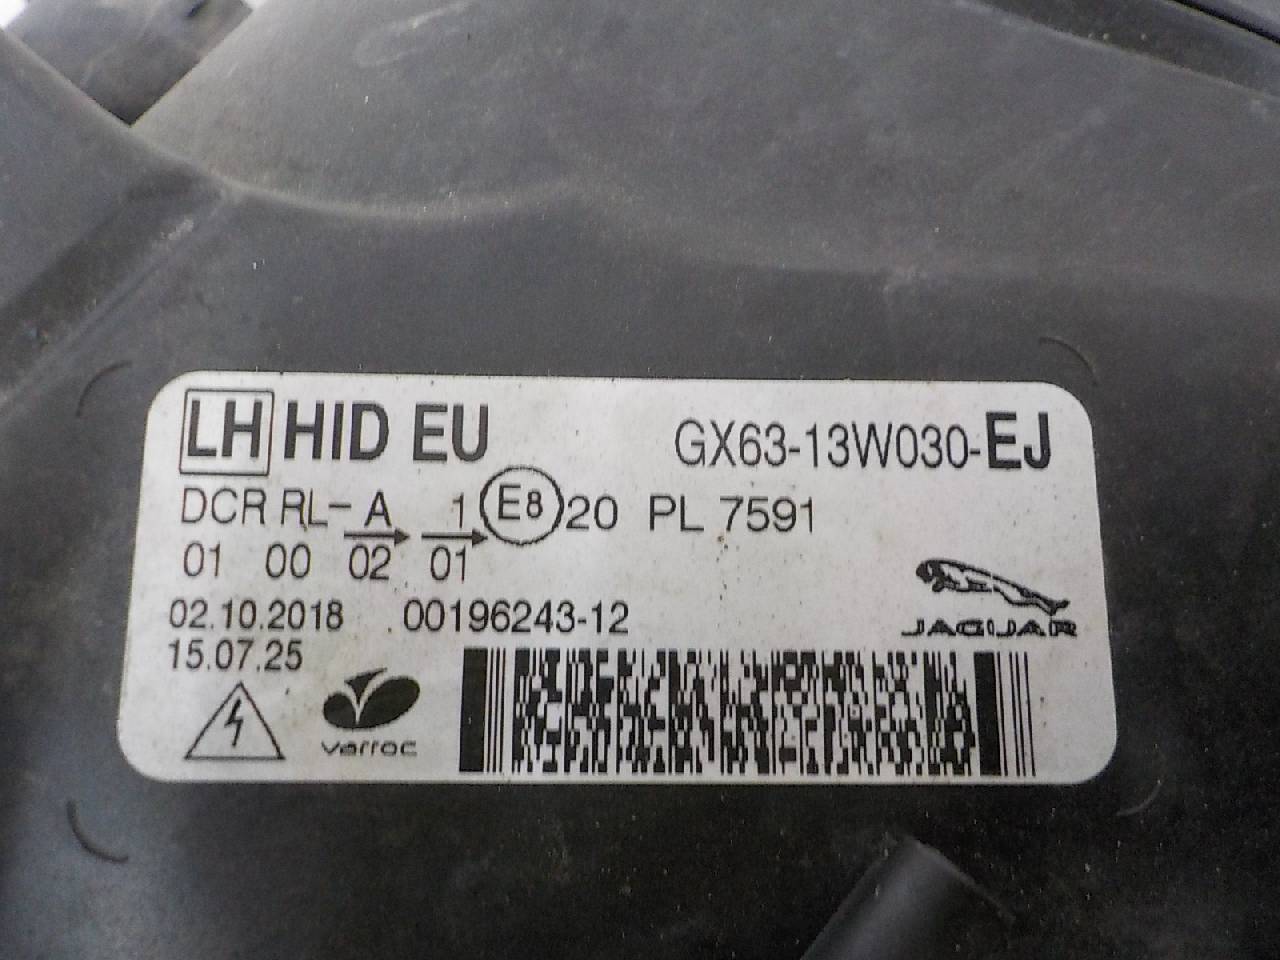 LH HID EU GX63-13W030-EJ
DCR RL- A 1 E8 20 PL 7591
01 00 02 01
02.10.2018 00196243-12
JAGUAR
15.07.25
varroc